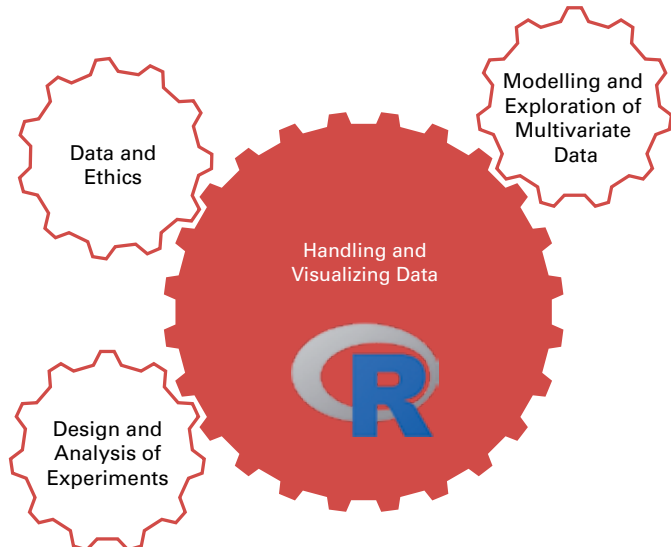 Modelling and
Exploration of
Multivariate
Data
Data and
Ethics
Handling and
Visualizing Data
R
Design and
Analysis of
Experiments